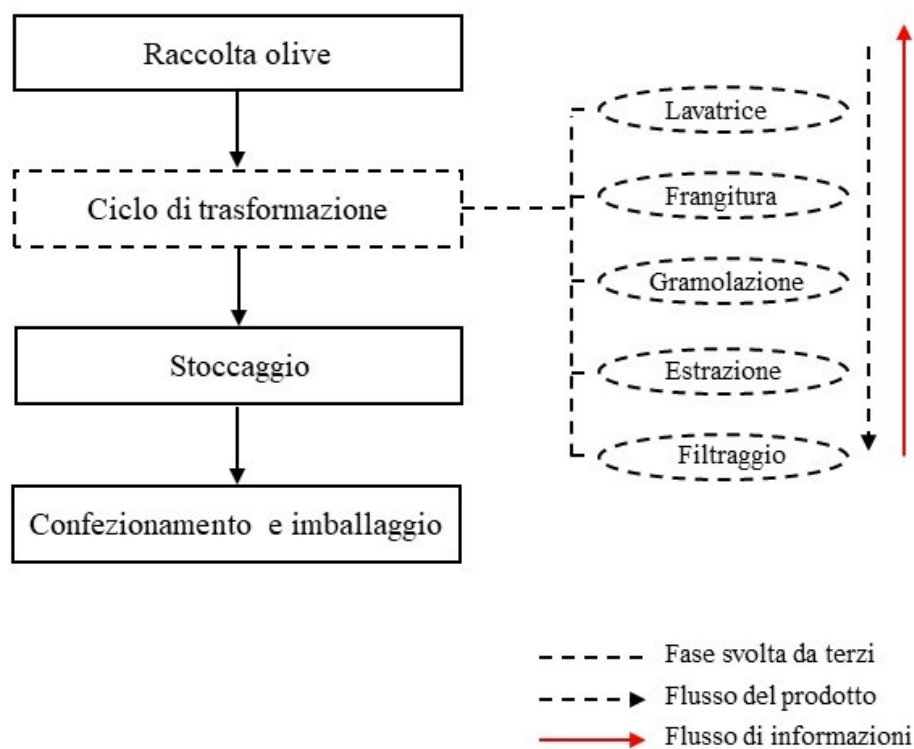 Raccolta olive
Ciclo di trasformazione
Stoccaggio
Confezionamento e imballaggio
Lavatrice
Frangitura
Gramolazione
Estrazione
Filtraggio
Fase svolta da terzi
Flusso del prodotto
Flusso di informazioni